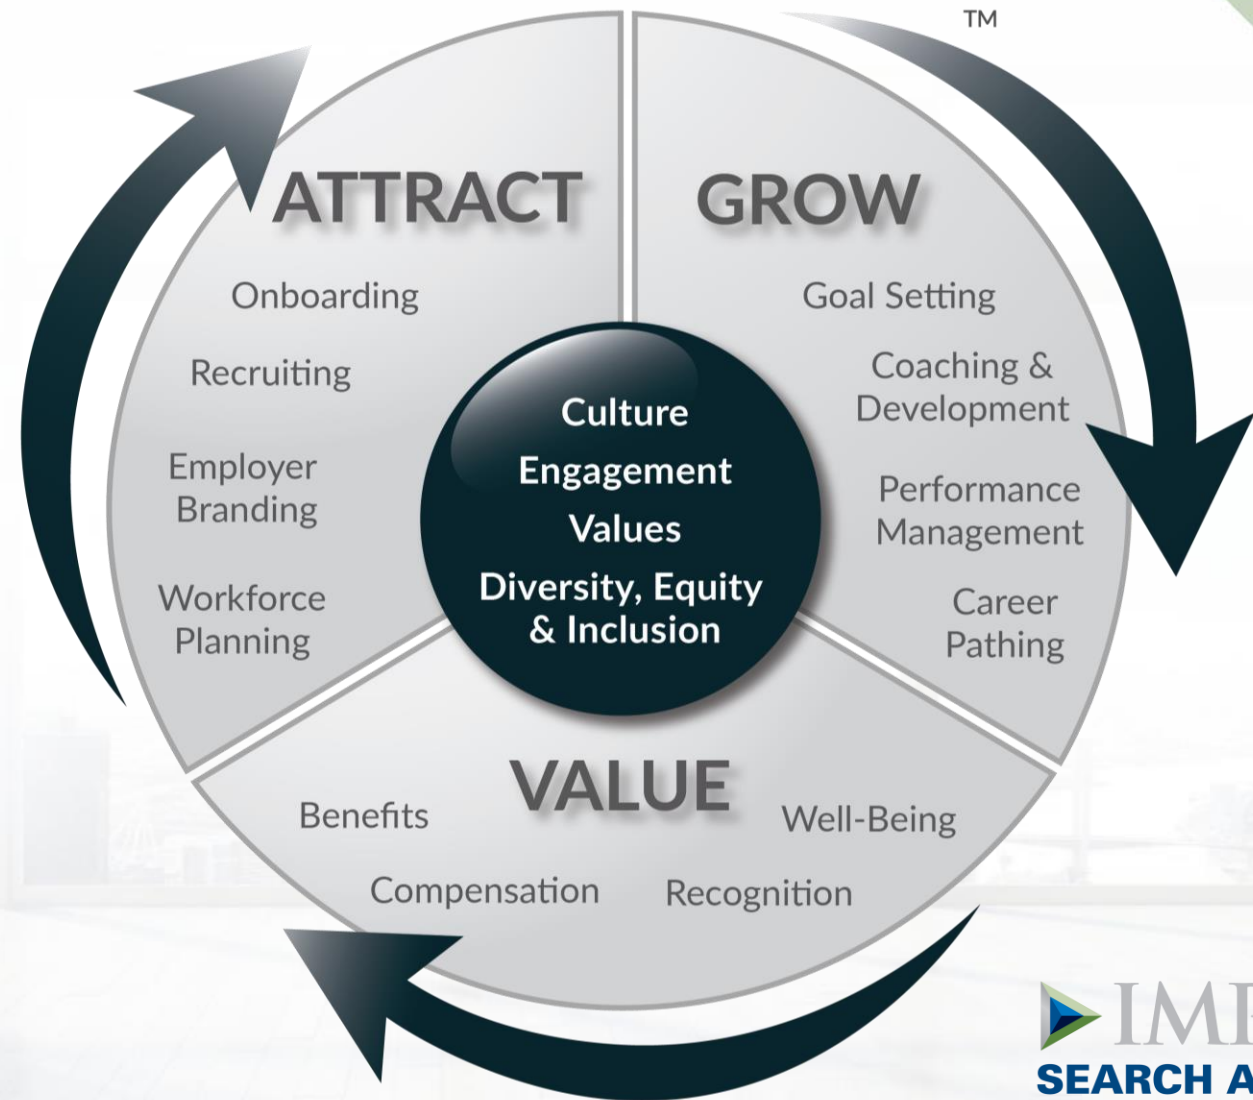 TM
ATTRACT
Onboarding
Recruiting
Employer
Branding
Workforce
Planning
GROW
Goal Setting
Coaching &
Development
Performance
Management
Career
Pathing
Culture
Engagement
Values
Diversity, Equity
& Inclusion
VALUE
Benefits
Compensation
Recognition
Well-Being
SEARCH